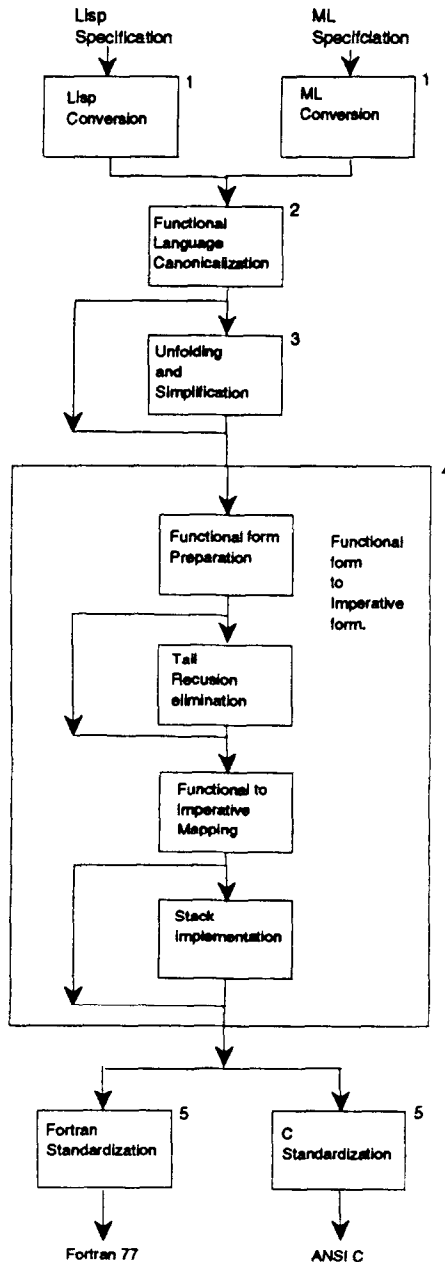 Lisp
Specification
ML
Specifciation
1
Lisp
Conversion
1
ML
Conversion
2
Functional
Language
Canonicalization
3
Unfolding
and
Simplification
4
Functional form
Preparation
Functional
form
to
Imperative
form.
Tail
Recusion
elimination
Functional to
Imperative
Mapping
Stack
Implementation
5
Fortran
Standardization
5
C
Standardization
Fortran 77
ANSI C